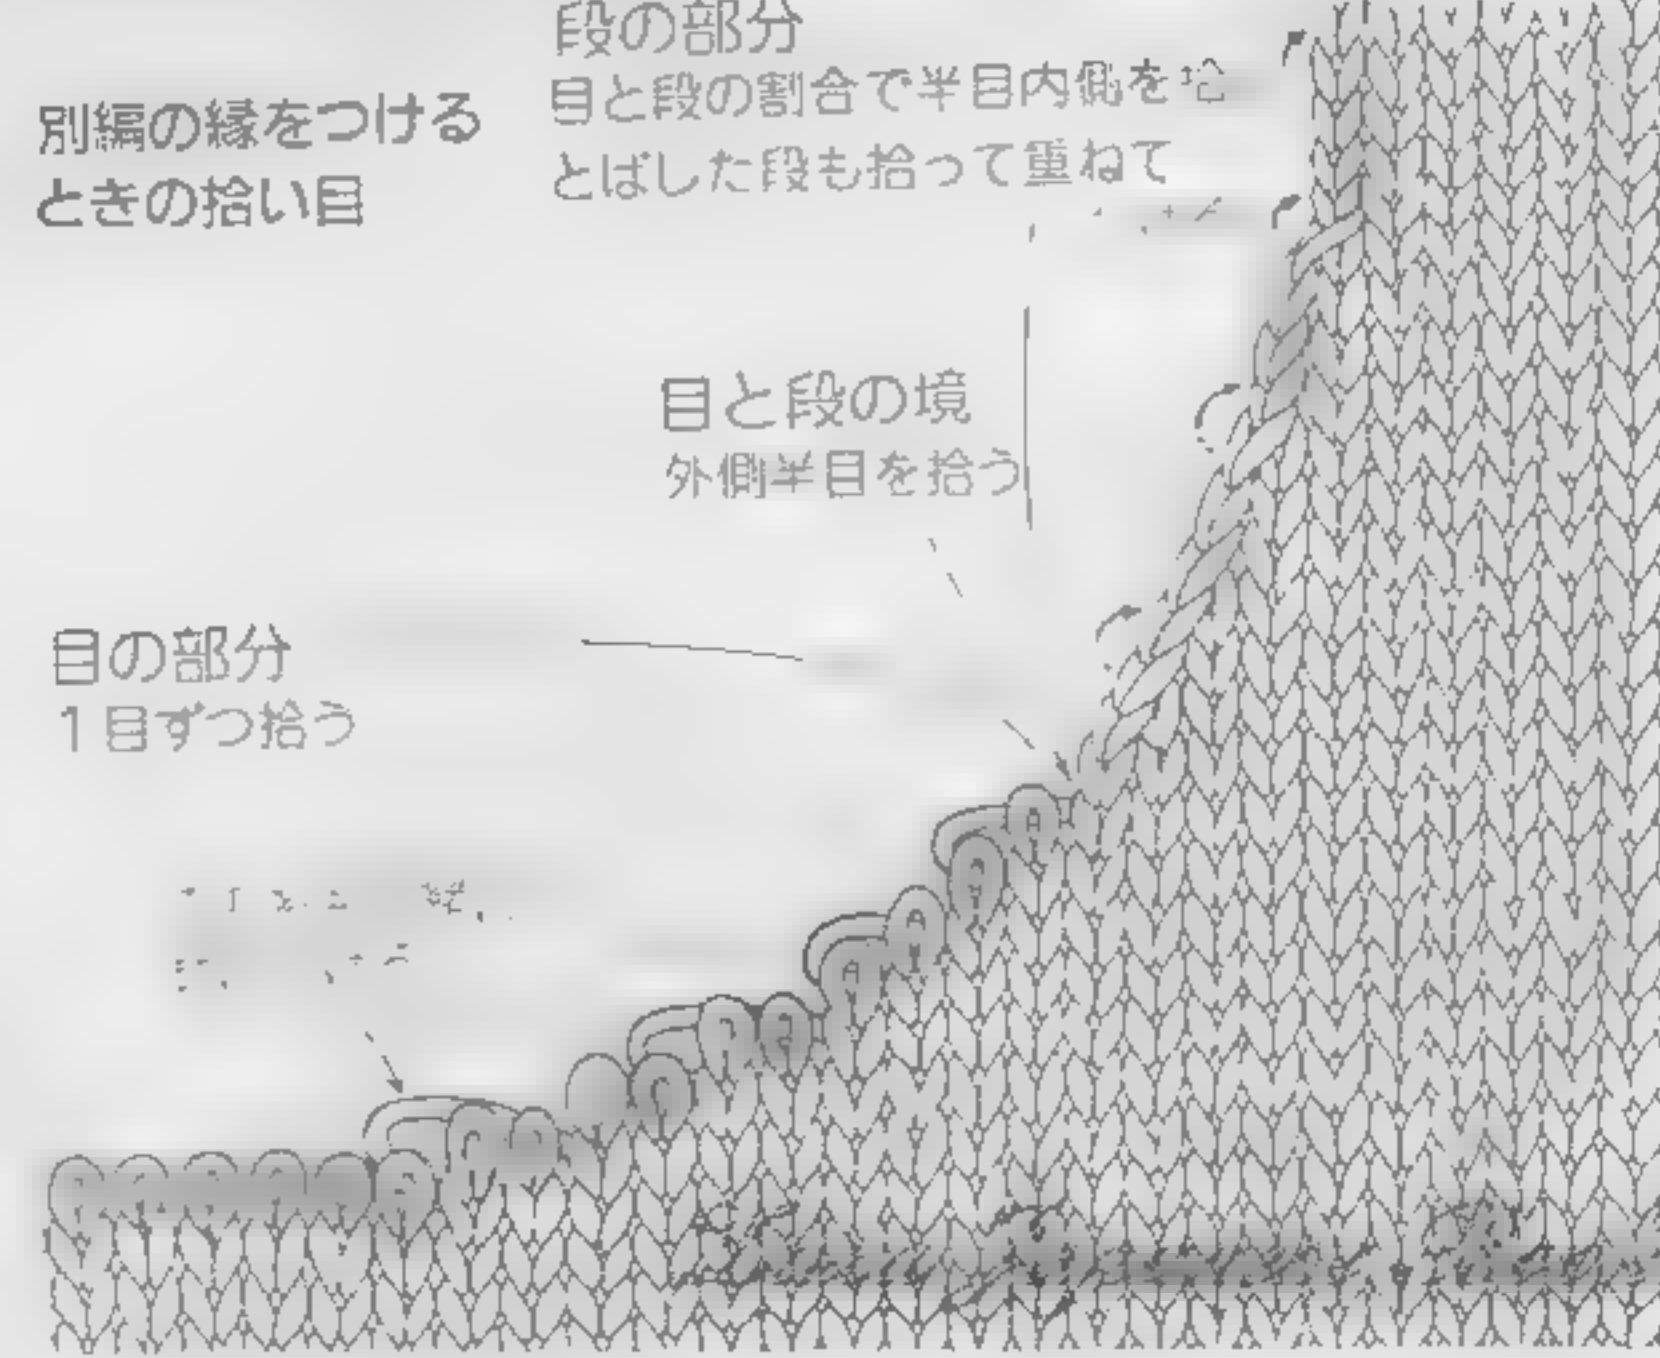 別編の縁をつける
ときの拾い目
段の部分
目と段の割合で半目内側を拾
とばした段も拾って重ねて
目と段の境
外側半目を拾う
目の部分
1目ずつ拾う